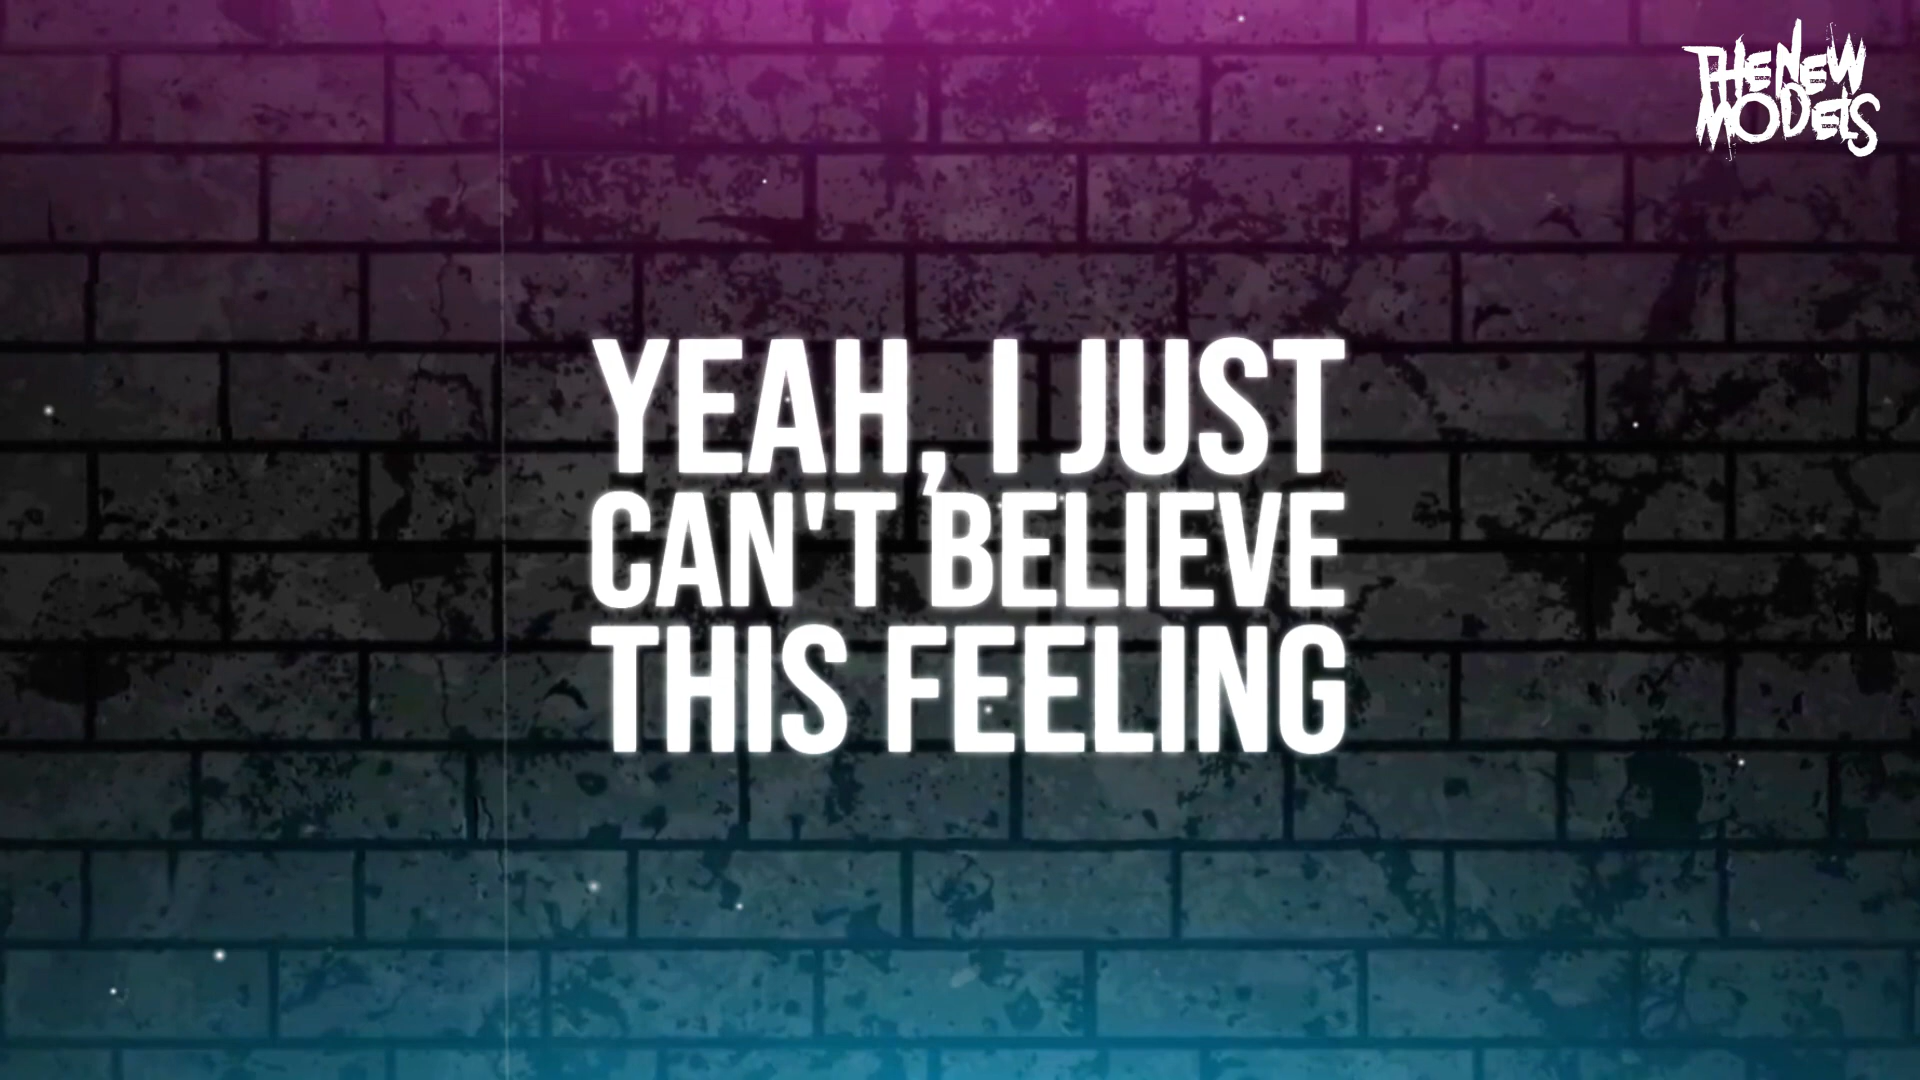 THE NEW
MODELS
YEAH, I JUST
CAN'T BELIEVE
THIS FEELING